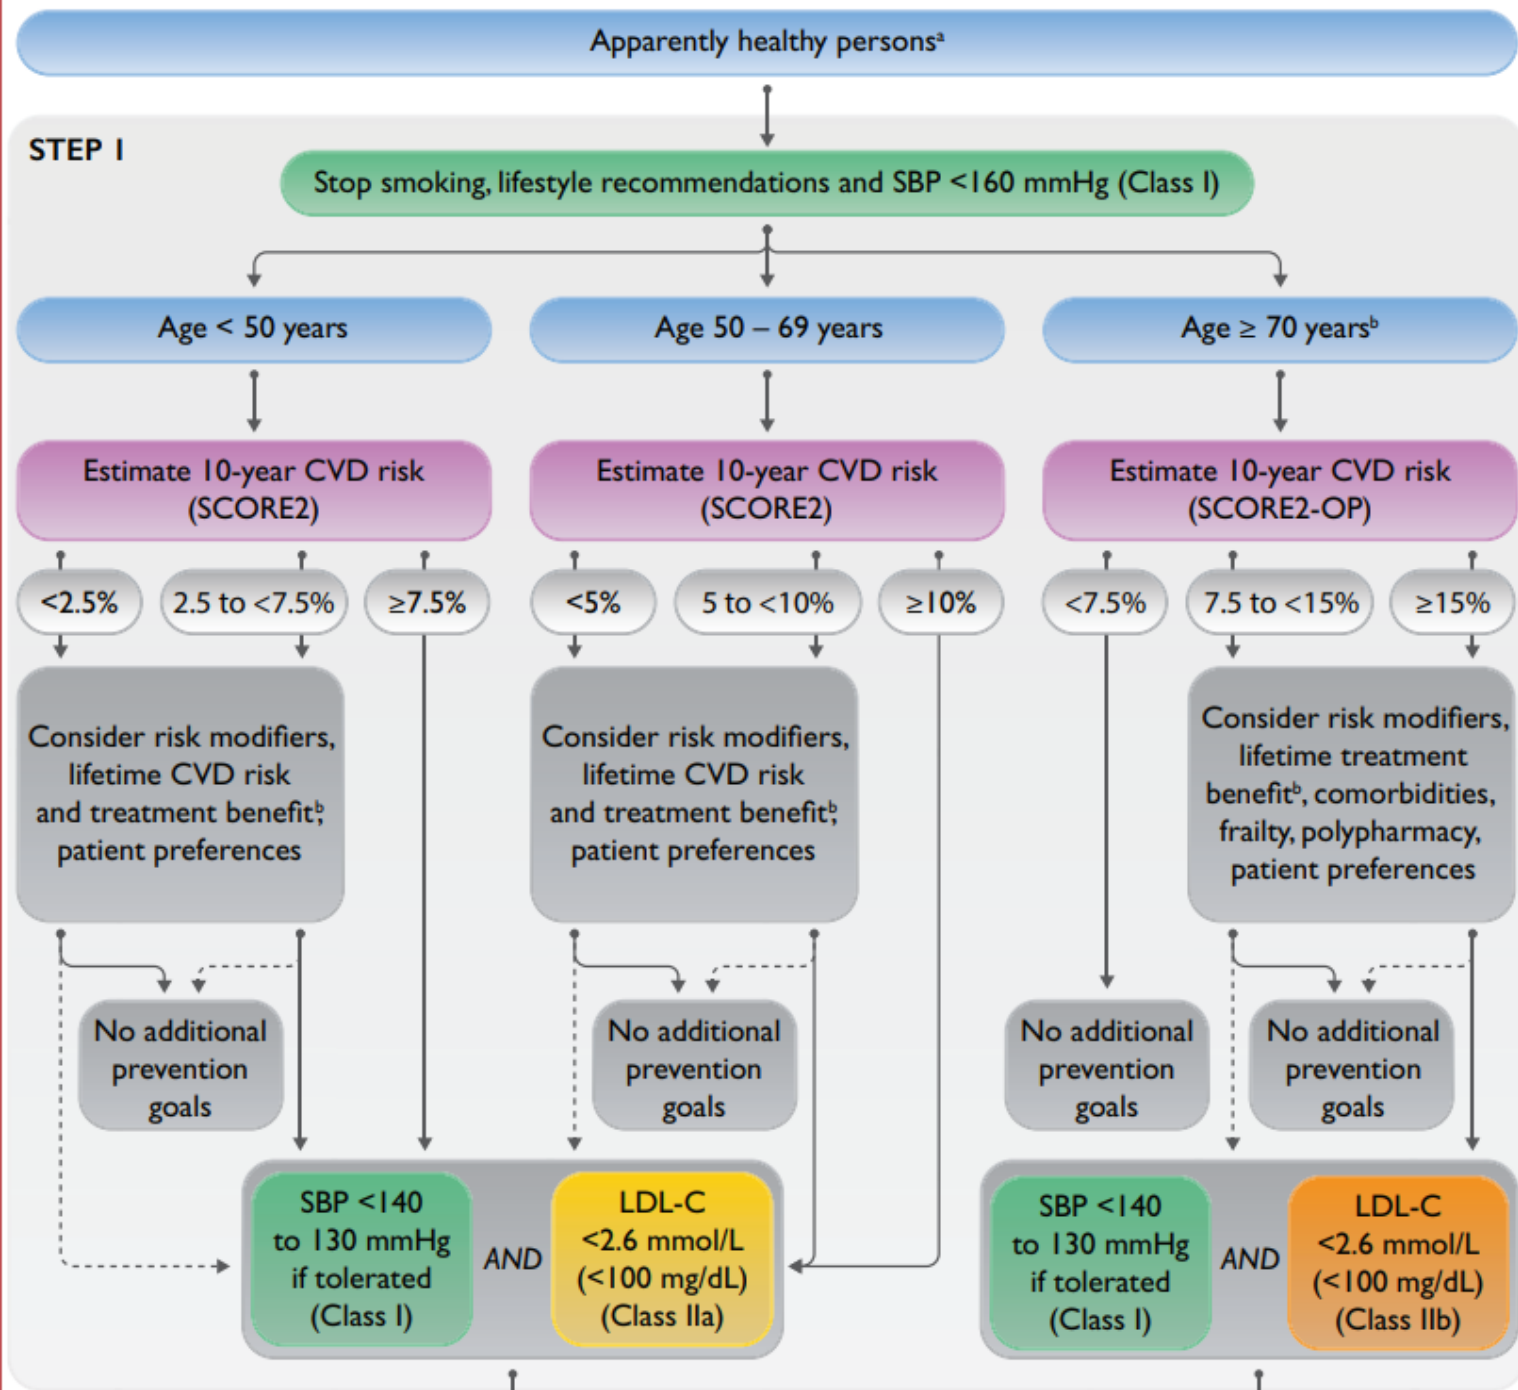 Apparently healthy personsᵃ
STEP 1
Stop smoking, lifestyle recommendations and SBP <160 mmHg (Class I)
Age < 50 years
Age 50 – 69 years
Age ≥ 70 yearsᵇ
Estimate 10-year CVD risk
(SCORE2)
Estimate 10-year CVD risk
(SCORE2)
Estimate 10-year CVD risk
(SCORE2-OP)
<2.5%
2.5 to <7.5%
≥7.5%
<5%
5 to <10%
≥10%
<7.5%
7.5 to <15%
≥15%
Consider risk modifiers,
lifetime CVD risk
and treatment benefitᵇ,
patient preferences
Consider risk modifiers,
lifetime CVD risk
and treatment benefitᵇ,
patient preferences
Consider risk modifiers,
lifetime treatment
benefitᵇ, comorbidities,
frailty, polypharmacy,
patient preferences
No additional
prevention
goals
No additional
prevention
goals
No additional
prevention
goals
No additional
prevention
goals
SBP <140
to 130 mmHg
if tolerated
(Class I)
AND
LDL-C
<2.6 mmol/L
(<100 mg/dL)
(Class IIa)
SBP <140
to 130 mmHg
if tolerated
(Class I)
AND
LDL-C
<2.6 mmol/L
(<100 mg/dL)
(Class IIb)